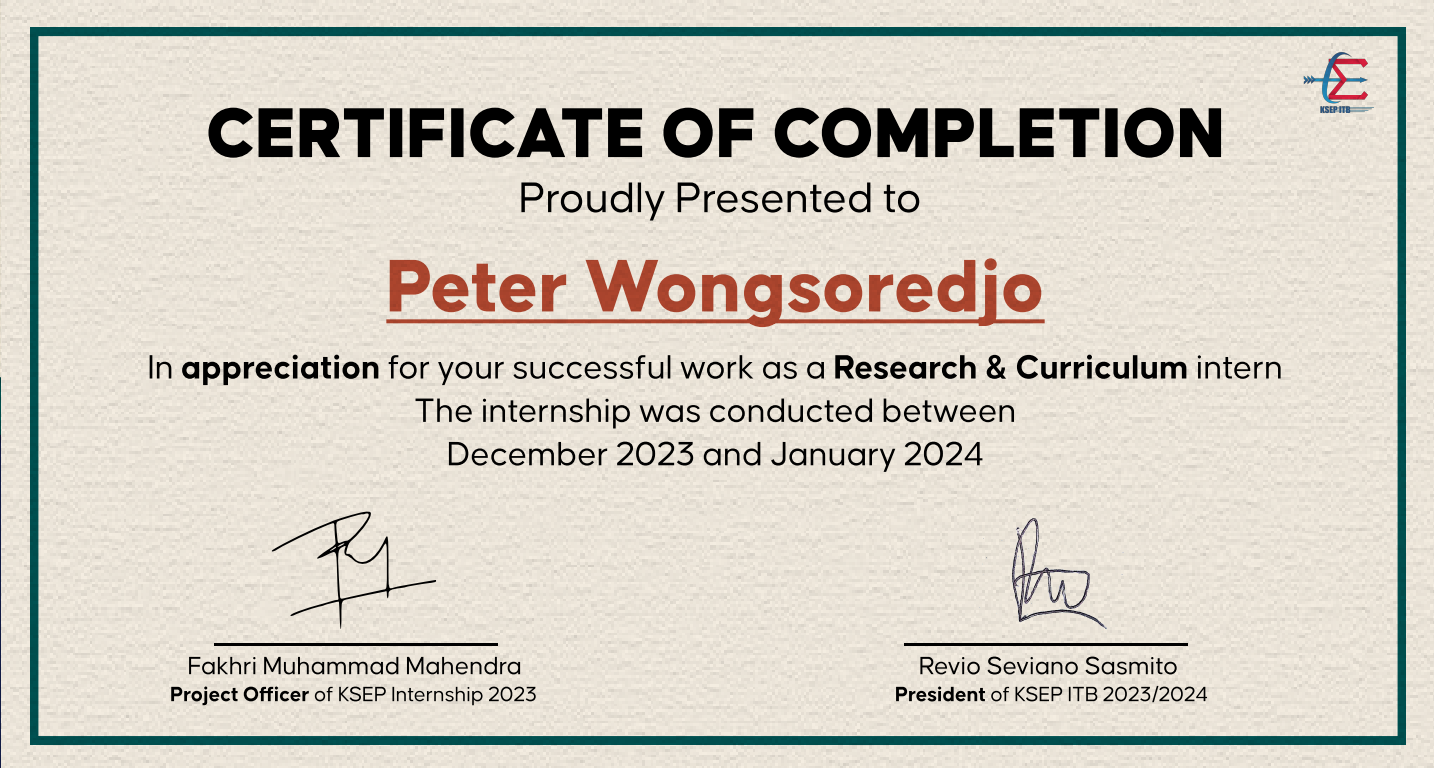 KSEP ITB
CERTIFICATE OF COMPLETION
Proudly Presented to
Peter Wongsoredjo
In appreciation for your successful work as a Research & Curriculum intern
The internship was conducted between
December 2023 and January 2024
Fakhri Muhammad Mahendra
Project Officer of KSEP Internship 2023
Revio Seviano Sasmito
President of KSEP ITB 2023/2024